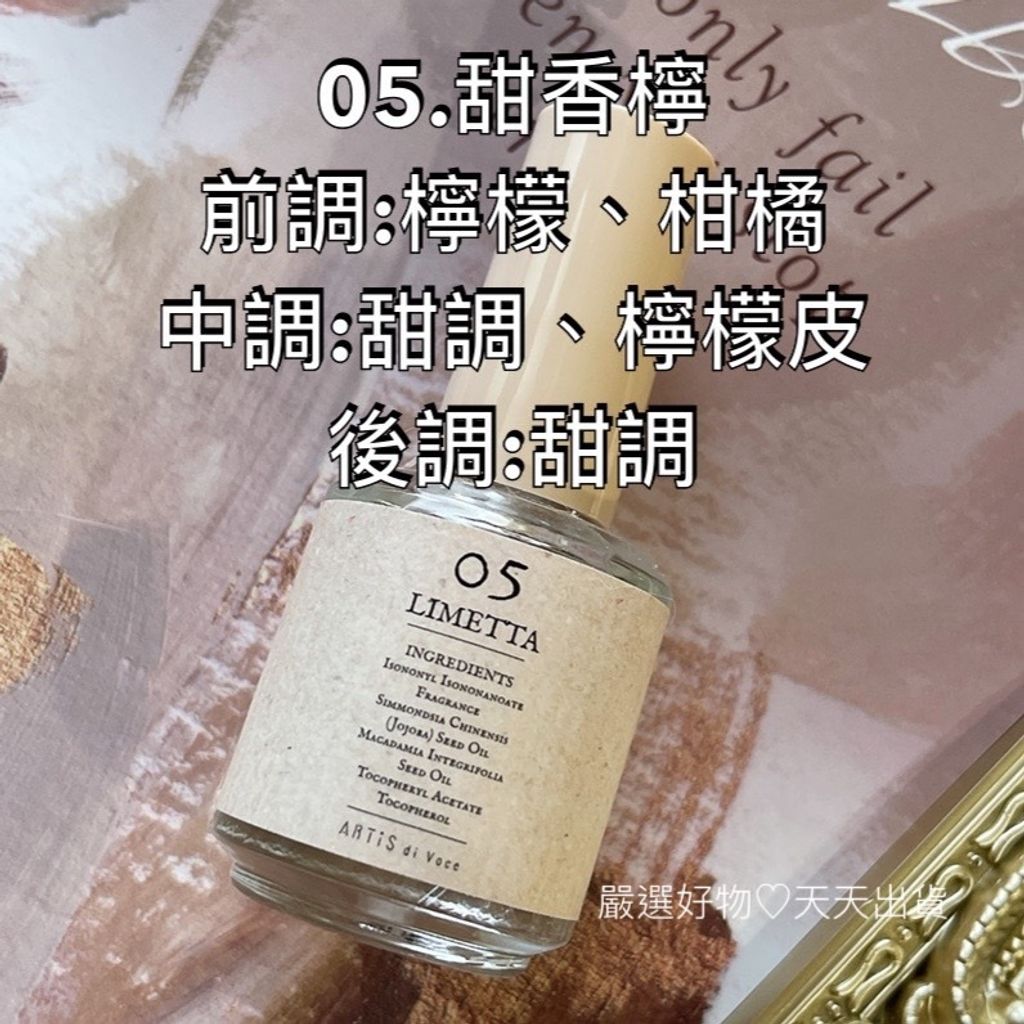 only fail
05.甜香檸
前調:檸檬、柑橘
中調:甜調、檸檬皮
後調:甜調
05
LIMETTA
INGREDIENTS
ISONONYL ISONONANOATE
FRAGRANCE
SIMMONDSIA CHINENSIS
(JOJOBA) SEED OIL
MACADAMIA INTEGRIFOLIA
SEED OIL
TOCOPHERYL ACETATE
TOCOPHEROL
ARTiS di Voce
嚴選好物♡天天出貨